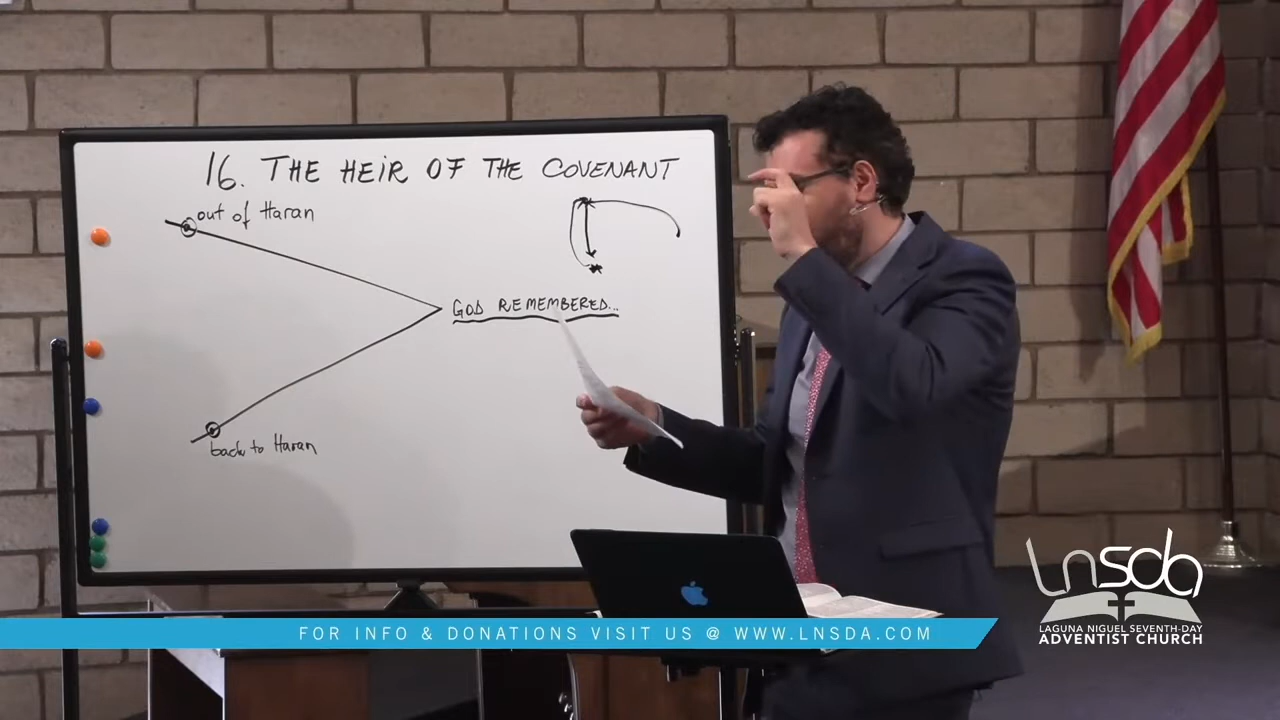 16. THE HEIR OF THE COVENANT
out of Haran
GOD REMEMBERED...
back to Haran
FOR INFO & DONATIONS VISIT US @ WWW.LNSDA.COM
LNSDA
LAGUNA NIGUEL SEVENTH-DAY
ADVENTIST CHURCH